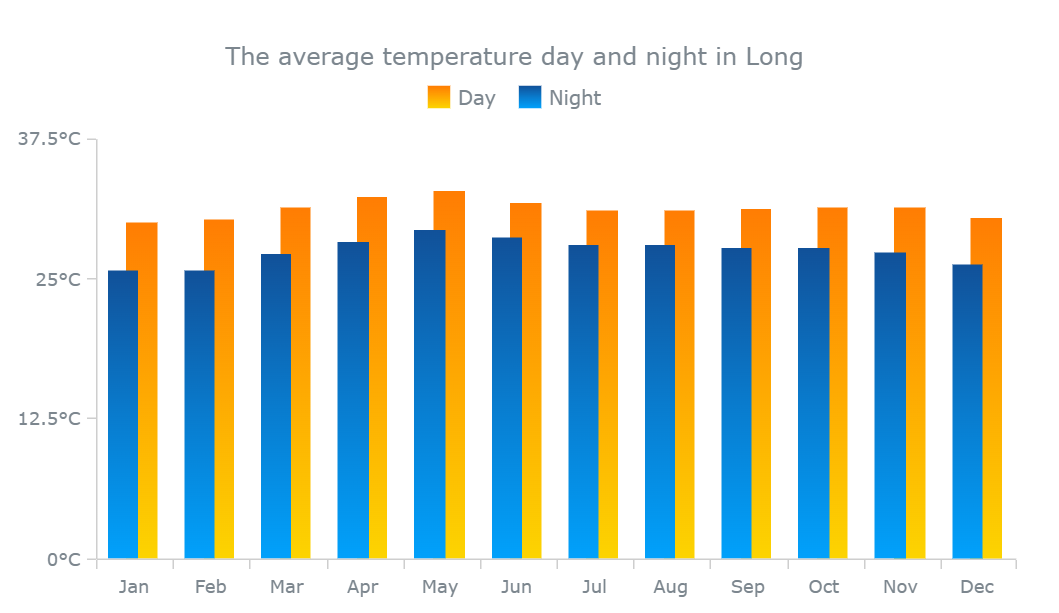 The average temperature day and night in Long
Day Night
37.5°C
25°C
12.5°C
0°C
Jan Feb Mar Apr May Jun Jul Aug Sep Oct Nov Dec